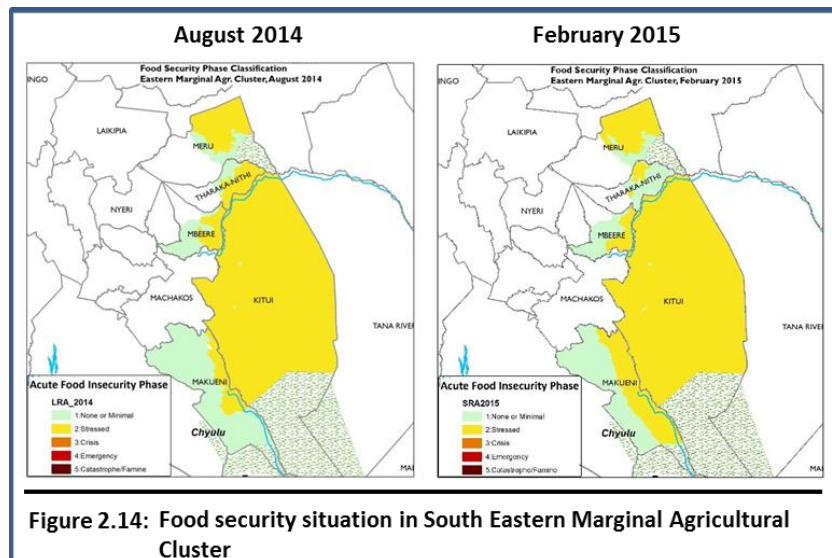 August 2014
Food Security Phase Classification
Eastern Marginal Agr. Cluster, August 2014
INGO
LAIKIPIA
MERU
THARAKA-NITHI
NYERI
MBEERE
MACHAKOS
KITUI
TANA RIVER
MAKUENI
Chyulu
Acute Food Insecurity Phase
LRA_2014
1:None or Minimal
2:Stressed
3:Crisis
4:Emergency
5:Catastrophe/Famine
February 2015
Food Security Phase Classification
Eastern Marginal Agr. Cluster, February 2015
INGO
LAIKIPIA
MERU
THARAKA-NITHI
NYERI
MBEERE
MACHAKOS
KITUI
TANA RIVER
MAKUENI
Chyulu
Acute Food Insecurity Phase
SRA2015
1:None or Minimal
2:Stressed
3:Crisis
4:Emergency
5:Catastrophe/Famino
Figure 2.14: Food security situation in South Eastern Marginal Agricultural
Cluster